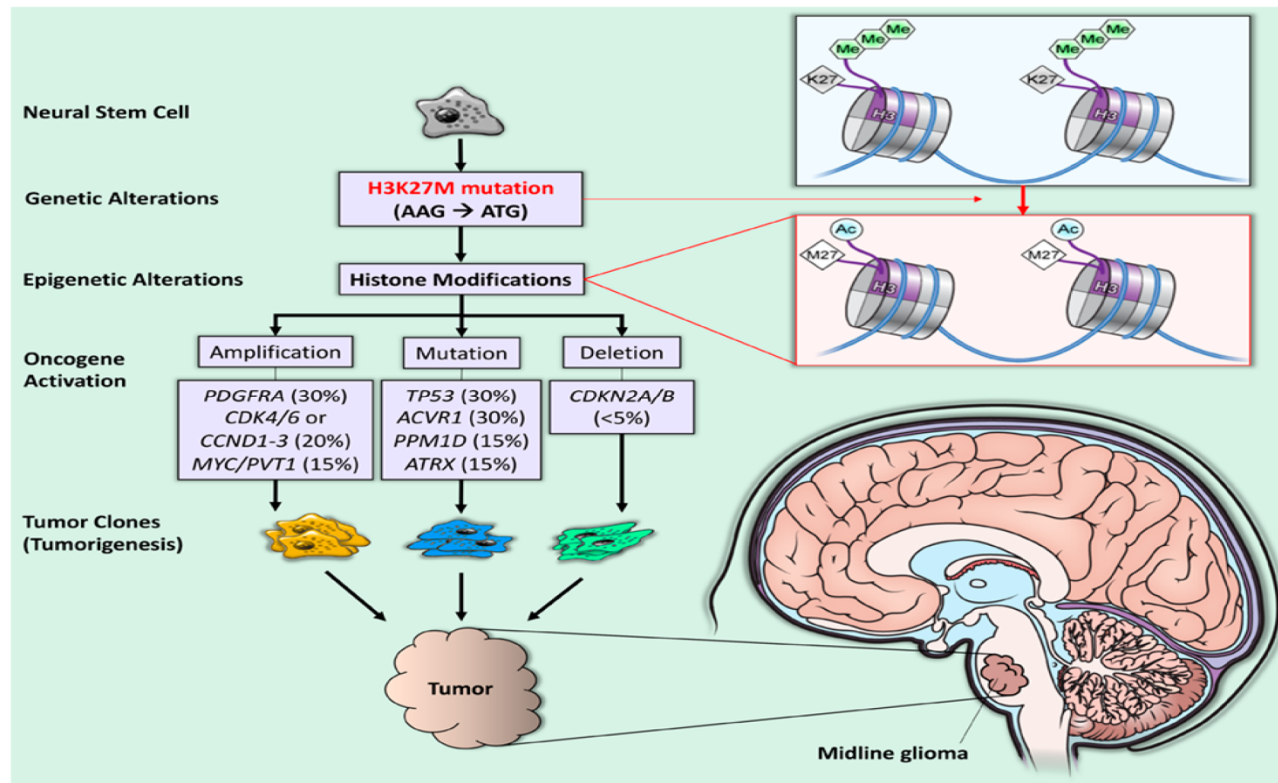 Neural Stem Cell
Genetic Alterations
H3K27M mutation
(AAG → ATG)
Epigenetic Alterations
Histone Modifications
Oncogene
Activation
Amplification
PDGFRA (30%)
CDK4/6 or
CCND1-3 (20%)
MYC/PVT1 (15%)
Mutation
TP53 (30%)
ACVR1 (30%)
PPM1D (15%)
ATRX (15%)
Deletion
CDKN2A/B
(<5%)
Tumor Clones
(Tumorigenesis)
Tumor
Me Me Me
K27
H3
Me Me Me
K27
H3
Ac
M27
H3
Ac
M27
H3
Midline glioma